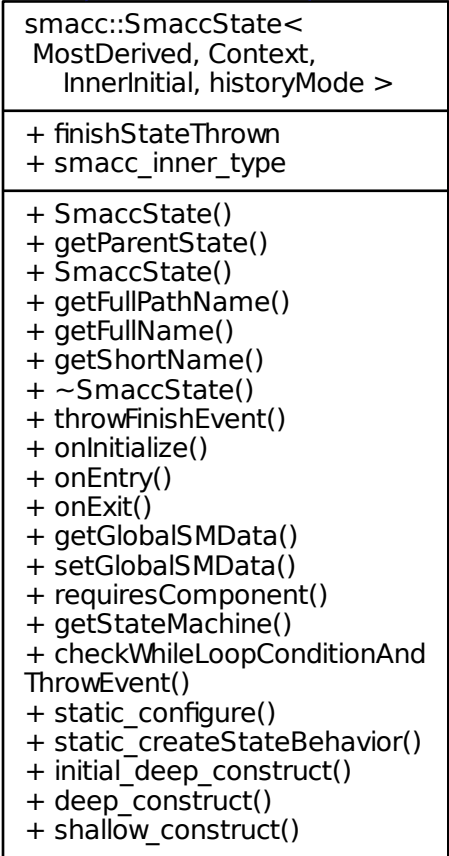 smacc::SmaccState<
MostDerived, Context,
InnerInitial, historyMode >
+ finishStateThrown
+ smacc_inner_type
+ SmaccState()
+ getParentState()
+ SmaccState()
+ getFullPathName()
+ getFullName()
+ getShortName()
+ ~SmaccState()
+ throwFinishEvent()
+ onInitialize()
+ onEntry()
+ onExit()
+ getGlobalSMData()
+ setGlobalSMData()
+ requiresComponent()
+ getStateMachine()
+ checkWhileLoopConditionAnd
ThrowEvent()
+ static_configure()
+ static_createStateBehavior()
+ initial_deep_construct()
+ deep_construct()
+ shallow_construct()